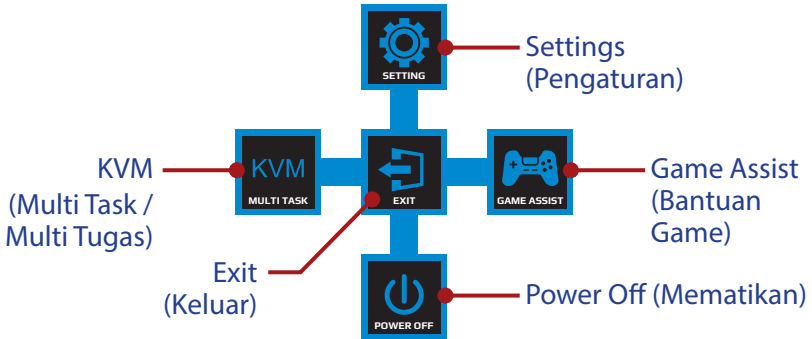 Settings
(Pengaturan)
SETTING
KVM
(Multi Task /
Multi Tugas)
KVM
MULTI TASK
EXIT
GAME ASSIST
Game Assist
(Bantuan
Game)
Exit
(Keluar)
POWER OFF
Power Off (Mematikan)